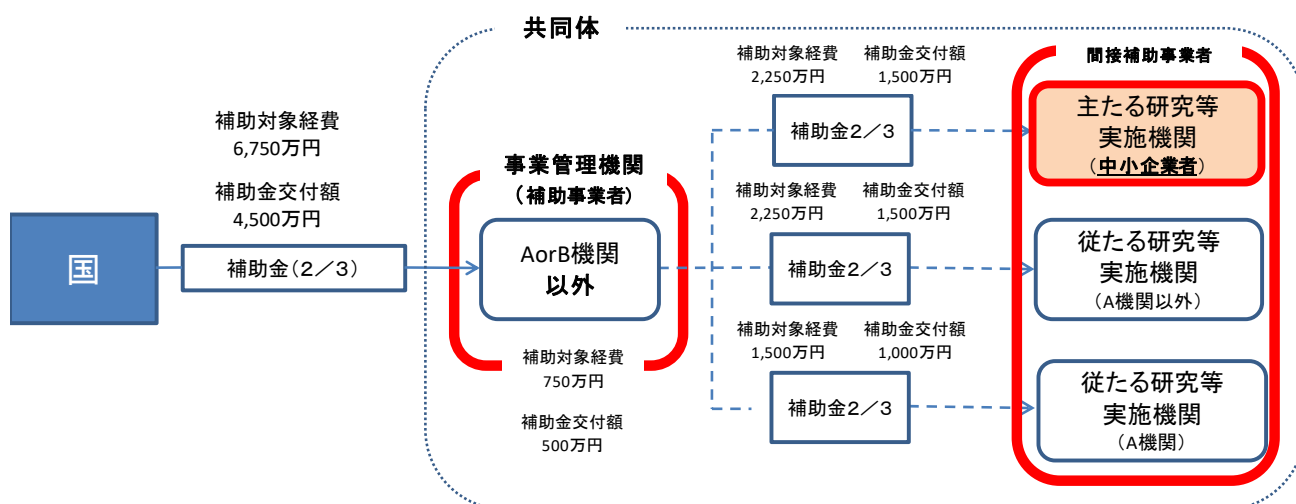 共同体
補助対象経費
6,750万円
補助金交付額
4,500万円
国
補助金(2/3)
事業管理機関
(補助事業者)
AorB機関
以外
補助対象経費
750万円
補助金交付額
500万円
補助対象経費
2,250万円
補助金交付額
1,500万円
補助金2/3
補助対象経費
2,250万円
補助金交付額
1,500万円
補助金2/3
補助対象経費
1,500万円
補助金交付額
1,000万円
補助金2/3
間接補助事業者
主たる研究等
実施機関
(中小企業者)
従たる研究等
実施機関
(A機関以外)
従たる研究等
実施機関
(A機関)